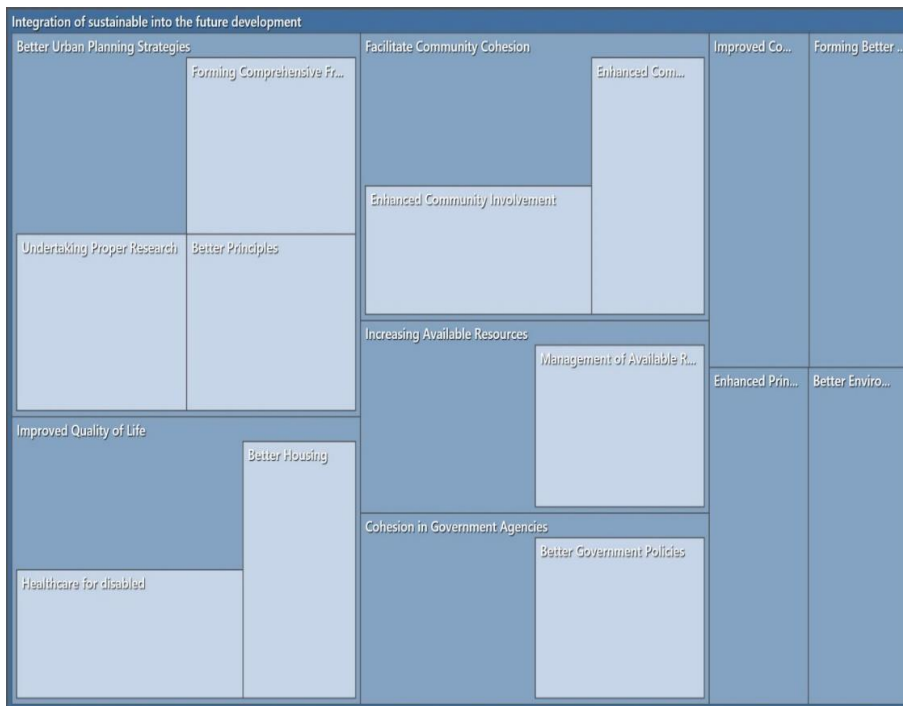 Integration of sustainable into the future development
Better Urban Planning Strategies
Forming Comprehensive Fr...
Undertaking Proper Research
Better Principles
Improved Quality of Life
Better Housing
Healthcare for disabled
Facilitate Community Cohesion
Enhanced Com...
Enhanced Community Involvement
Increasing Available Resources
Management of Available R...
Cohesion in Government Agencies
Better Government Policies
Improved Co...
Forming Better ...
Enhanced Prin...
Better Enviro...